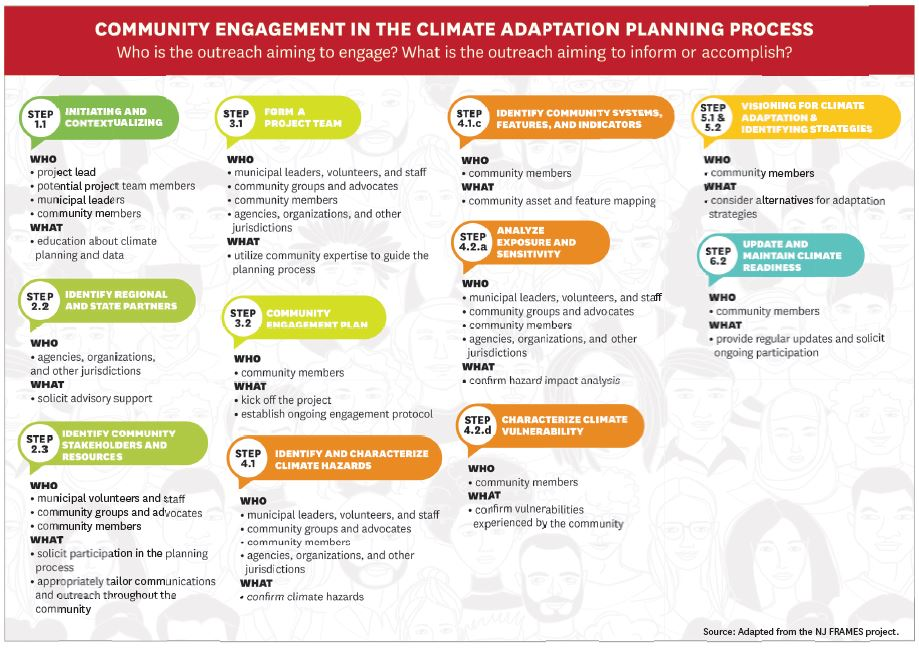 COMMUNITY ENGAGEMENT IN THE CLIMATE ADAPTATION PLANNING PROCESS
Who is the outreach aiming to engage? What is the outreach aiming to inform or accomplish?
STEP
1.1
INITIATING AND
CONTEXTUALIZING
WHO
• project lead
• potential project team members
• municipal leaders
• community members
WHAT
• education about climate
planning and data
STEP
2.2
IDENTIFY REGIONAL
AND STATE PARTNERS
WHO
• agencies, organizations,
and other jurisdictions
WHAT
• solicit advisory support
STEP
2.3
IDENTIFY COMMUNITY
STAKEHOLDERS AND
RESOURCES
WHO
• municipal volunteers and staff
• community groups and advocates
• community members
WHAT
• solicit participation in the planning
process
• appropriately tailor communications
and outreach throughout the
community
STEP
3.1
FORM A
PROJECT TEAM
WHO
• municipal leaders, volunteers, and staff
• community groups and advocates
• community members
• agencies, organizations, and other
jurisdictions
WHAT
• utilize community expertise to guide the
planning process
STEP
3.2
COMMUNITY
ENGAGEMENT PLAN
WHO
• community members
WHAT
• kick off the project
• establish ongoing engagement protocol
STEP
4.1
IDENTIFY AND CHARACTERIZE
CLIMATE HAZARDS
WHO
• municipal leaders, volunteers, and staff
• community groups and advocates
• community members
• agencies, organizations, and other
jurisdictions
WHAT
• confirm climate hazards
STEP
4.1.c
IDENTIFY COMMUNITY SYSTEMS,
FEATURES, AND INDICATORS
WHO
• community members
WHAT
• community asset and feature mapping
STEP
4.2.a
ANALYZE
EXPOSURE AND
SENSITIVITY
WHO
• municipal leaders, volunteers, and staff
• community groups and advocates
• community members
• agencies, organizations, and other
jurisdictions
WHAT
• confirm hazard impact analysis
STEP
4.2.d
CHARACTERIZE CLIMATE
VULNERABILITY
WHO
• community members
WHAT
• confirm vulnerabilities
experienced by the community
STEP
5.1 &
5.2
VISIONING FOR CLIMATE
ADAPTATION &
IDENTIFYING STRATEGIES
WHO
• community members
WHAT
• consider alternatives for adaptation
strategies
STEP
6.2
UPDATE AND
MAINTAIN CLIMATE
READINESS
WHO
• community members
WHAT
• provide regular updates and solicit
ongoing participation
Source: Adapted from the NJ FRAMES project.